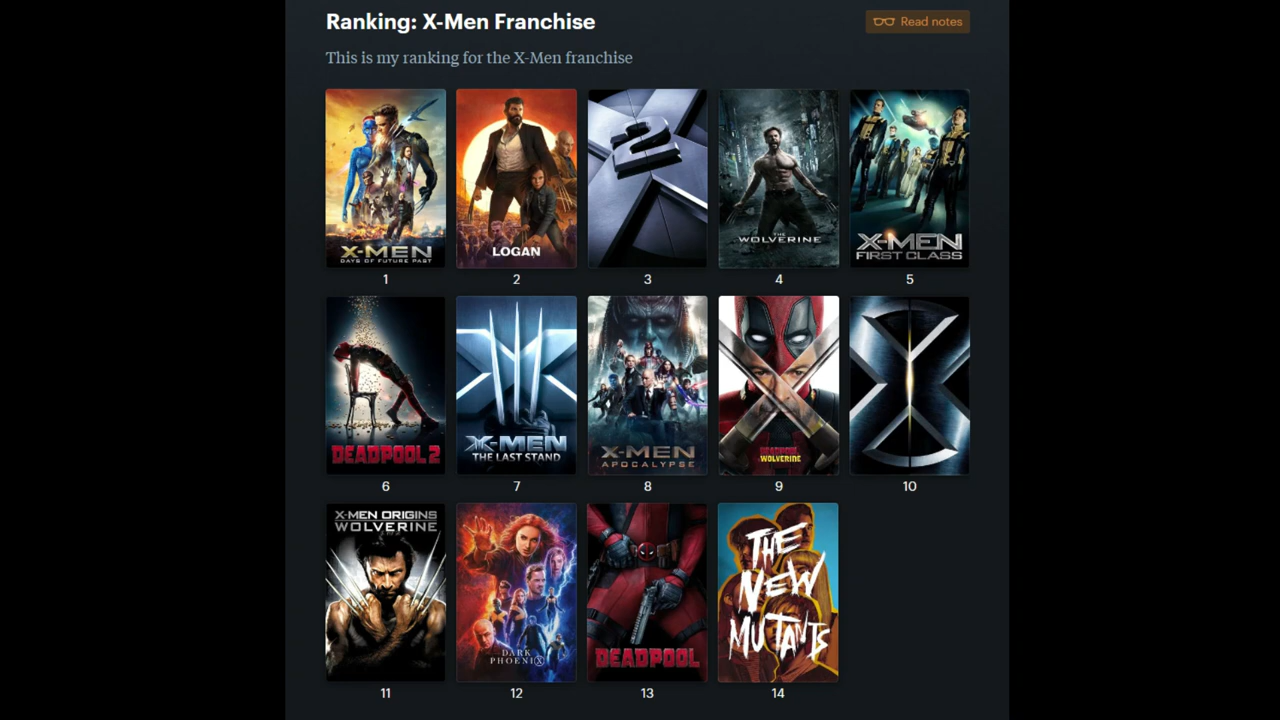 Ranking: X-Men Franchise
Read notes
This is my ranking for the X-Men franchise
X-MEN
DAYS OF FUTURE PAST
LOGAN
2
THE
WOLVERINE
X-MEN
FIRST CLASS
1
2
3
4
5
DEADPOOL 2
X-MEN
THE LAST STAND
X-MEN
APOCALYPSE
DEADPOOL
WOLVERINE
6
7
8
9
10
X-MEN ORIGINS
WOLVERINE
DARK
PHOENIX
DEADPOOL
THE
NEW
MUTANTS
11
12
13
14